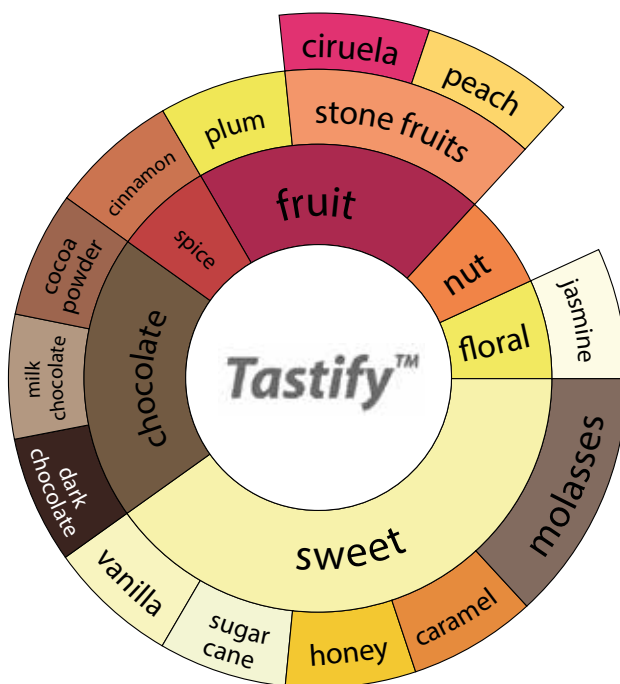 ciruela
peach
plum
stone fruits
cinnamon
fruit
spice
nut
cocoa
powder
jasmine
floral
chocolate
milk
chocolate
Tastify™
dark
chocolate
molasses
sweet
vanilla
sugar
cane
honey
caramel